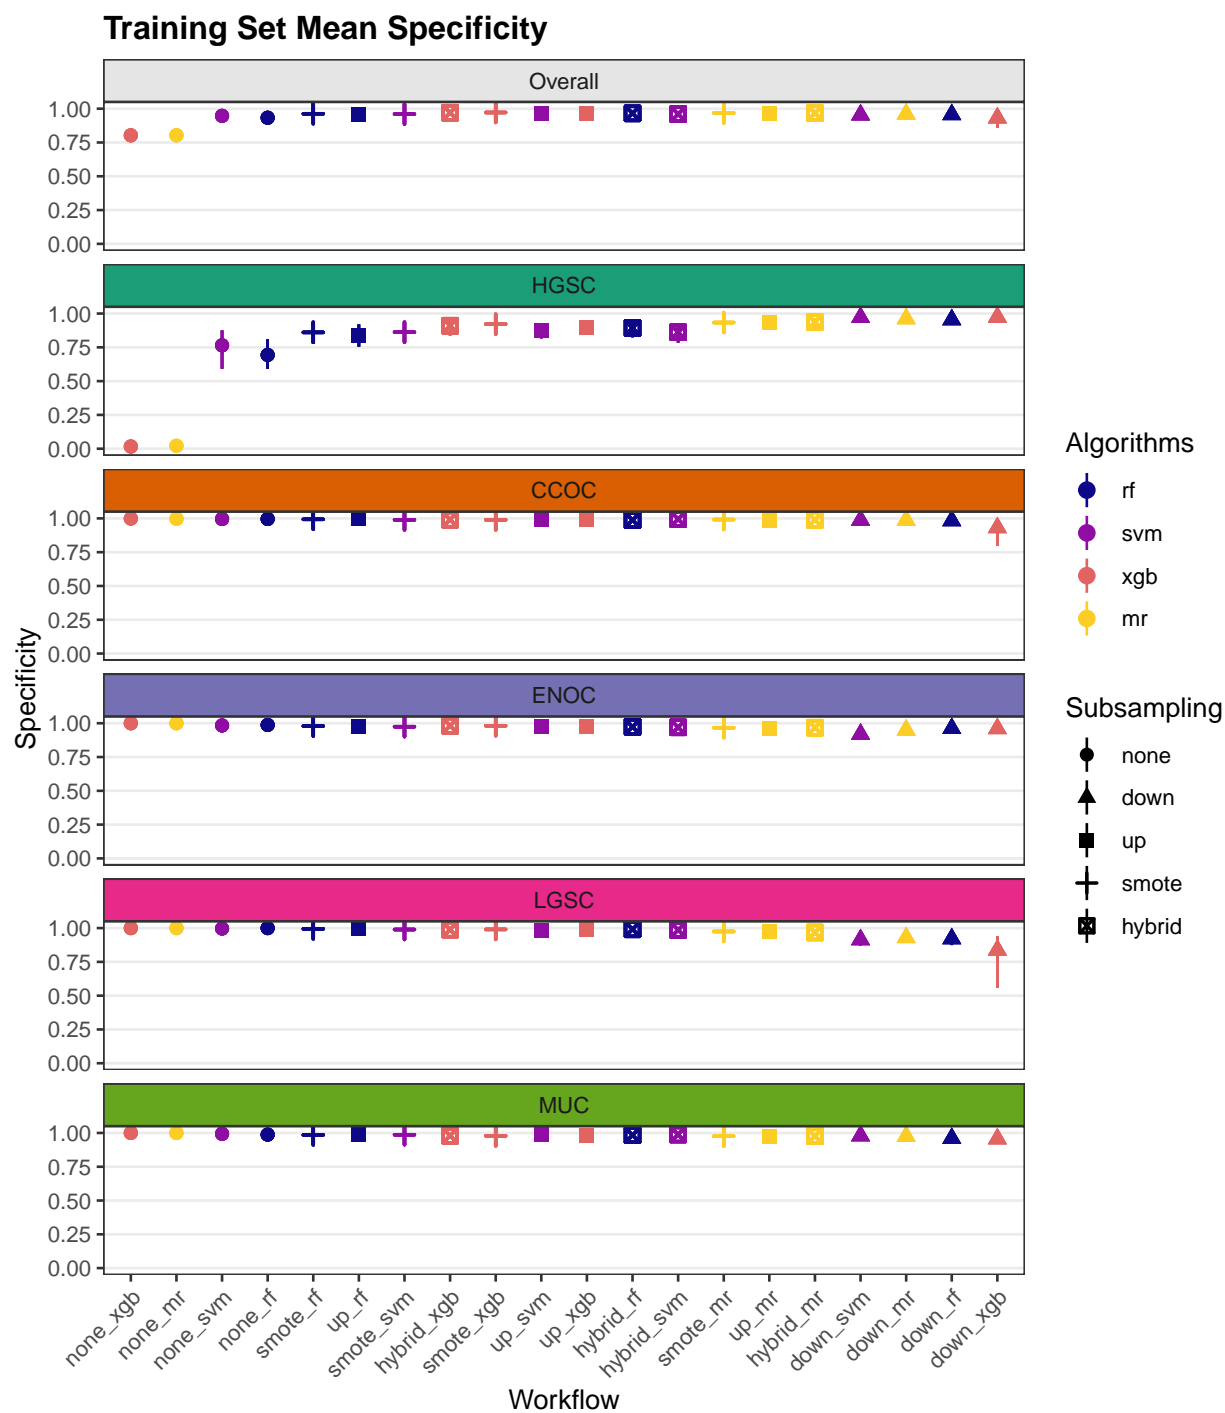 Training Set Mean Specificity
Overall
1.00
0.75
0.50
0.25
0.00
HGSC
1.00
0.75
0.50
0.25
0.00
CCOC
1.00
0.75
0.50
0.25
0.00
ENOC
1.00
0.75
0.50
0.25
0.00
LGSC
1.00
0.75
0.50
0.25
0.00
MUC
1.00
0.75
0.50
0.25
0.00
Specificity
none_xgb
none_mr
none_svm
none_rf
smote_rf
up_rf
smote_svm
hybrid_xgb
smote_xgb
up_svm
up_xgb
hybrid_rf
hybrid_svm
smote_mr
up_mr
hybrid_mr
down_svm
down_mr
down_rf
down_xgb
Workflow
Algorithms
rf
svm
xgb
mr
Subsampling
none
down
up
smote
hybrid